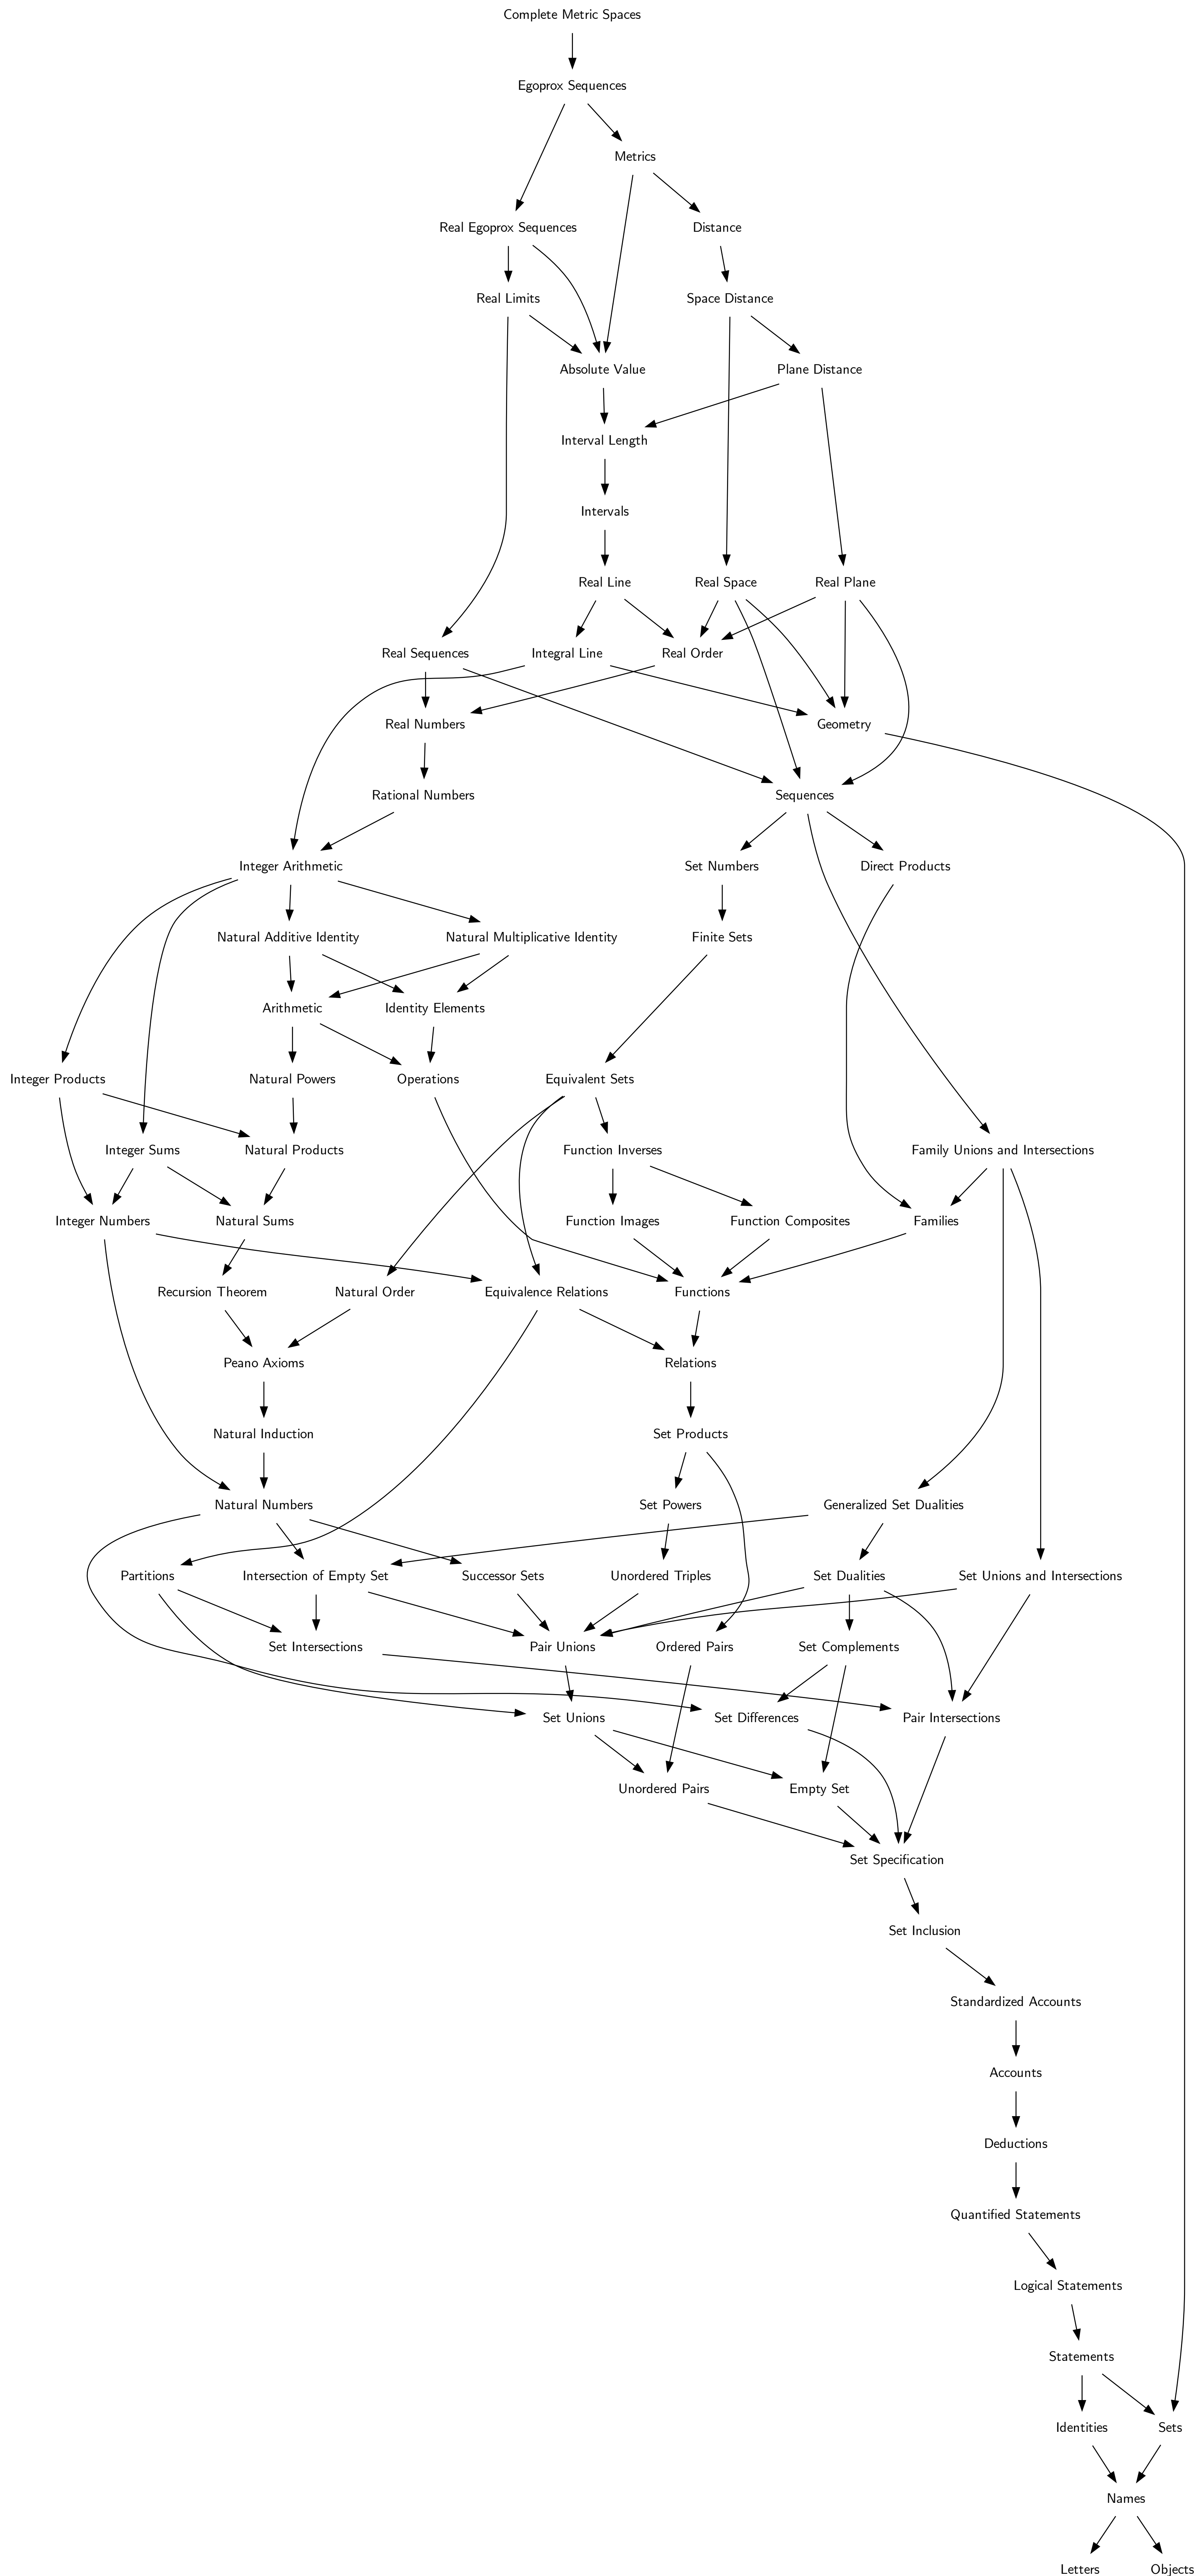 Complete Metric Spaces
Egoprox Sequences
Metrics
Real Egoprox Sequences
Distance
Real Limits
Space Distance
Absolute Value
Plane Distance
Interval Length
Intervals
Real Line
Real Space
Real Plane
Real Sequences
Integral Line
Real Order
Real Numbers
Geometry
Rational Numbers
Sequences
Integer Arithmetic
Set Numbers
Direct Products
Natural Additive Identity
Natural Multiplicative Identity
Finite Sets
Arithmetic
Identity Elements
Integer Products
Natural Powers
Operations
Equivalent Sets
Integer Sums
Natural Products
Function Inverses
Family Unions and Intersections
Integer Numbers
Natural Sums
Function Images
Function Composites
Families
Recursion Theorem
Natural Order
Equivalence Relations
Functions
Peano Axioms
Relations
Natural Induction
Set Products
Natural Numbers
Set Powers
Generalized Set Dualities
Partitions
Intersection of Empty Set
Successor Sets
Unordered Triples
Set Dualities
Set Unions and Intersections
Set Intersections
Pair Unions
Ordered Pairs
Set Complements
Set Unions
Set Differences
Pair Intersections
Unordered Pairs
Empty Set
Set Specification
Set Inclusion
Standardized Accounts
Accounts
Deductions
Quantified Statements
Logical Statements
Statements
Identities
Sets
Names
Letters
Objects